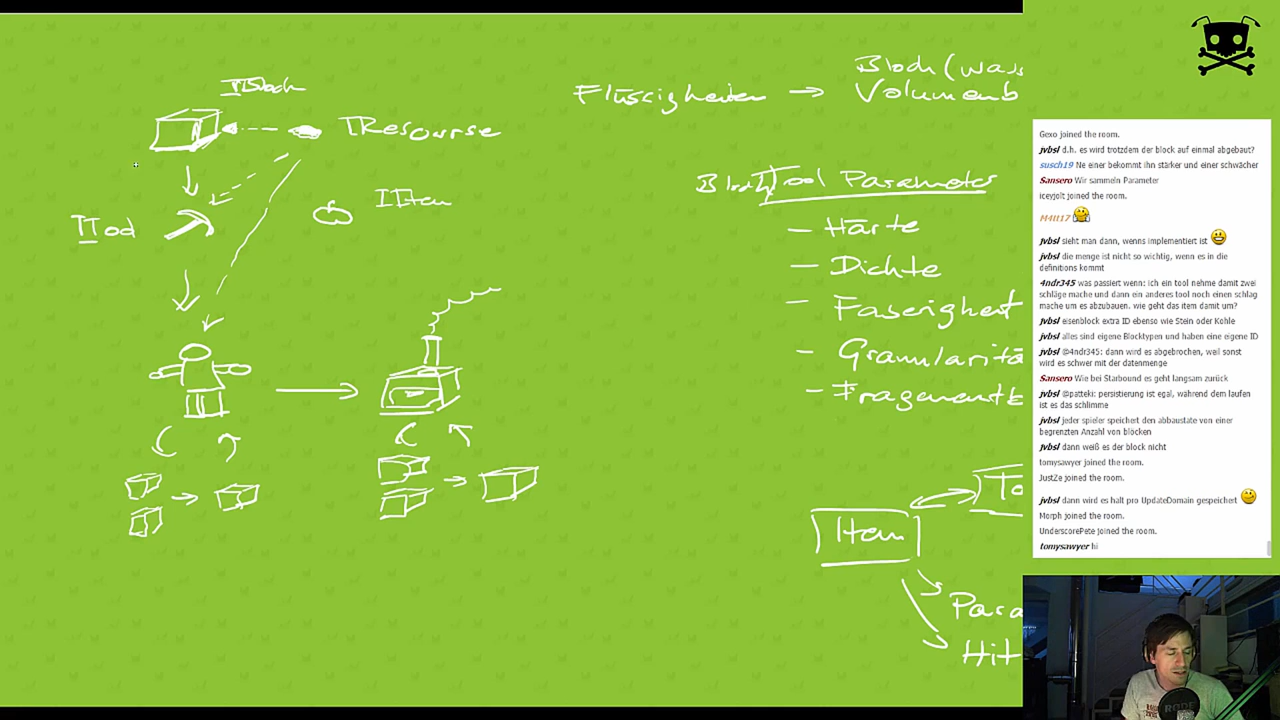 IBlock
IResourse
IItem
ITool
Flüssigkeiten → Block (was
Volumenb
Block/Tool Parameter
- Härte
- Dichte
- Faserigkeit
- Granularitä
- Fragmentb
Item
To
Para
Hit
Gexo joined the room.
jvbsl d.h. es wird trotzdem der block auf einmal abgebaut?
susch19 Ne einer bekommt ihn stärker und einer schwächer
Sansero Wir sammeln Parameter
iceyjolt joined the room.
M4tt17
jvbsl sieht man dann, wenns implementiert ist
jvbsl die menge ist nicht so wichtig, wenn es in die
definitions kommt
4ndr345 was passiert wenn: ich ein tool nehme damit zwei
schläge mache und dann ein anderes tool noch einen schlag
mache um es abzubauen. wie geht das item damit um?
jvbsl eisenblock extra ID ebenso wie Stein oder Kohle
jvbsl alles sind eigene Blocktypen und haben eine eigene ID
jvbsl @4ndr345: dann wird es abgebrochen, weil sonst
wird es schwer mit der datenmenge
Sansero Wie bei Starbound es geht langsam zurück
jvbsl @patteki: persistierung ist egal, während dem laufen
ist es das schlimme
jvbsl jeder spieler speichert den abbaustate von einer
begrenzten Anzahl von blöcken
jvbsl dann weiß es der block nicht
tomysawyer joined the room.
JustZe joined the room.
jvbsl dann wird es halt pro UpdateDomain gespeichert
Morph joined the room.
UnderscorePete joined the room.
tomysawyer hi